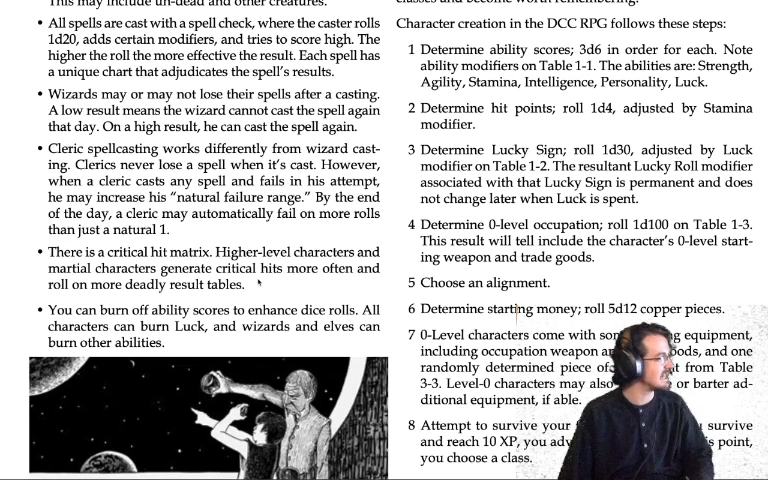 This may include un-dead and other creatures.
• All spells are cast with a spell check, where the caster rolls
1d20, adds certain modifiers, and tries to score high. The
higher the roll the more effective the result. Each spell has
a unique chart that adjudicates the spell's results.
• Wizards may or may not lose their spells after a casting.
A low result means the wizard cannot cast the spell again
that day. On a high result, he can cast the spell again.
• Cleric spellcasting works differently from wizard cast-
ing. Clerics never lose a spell when it's cast. However,
when a cleric casts any spell and fails in his attempt,
he may increase his "natural failure range." By the end
of the day, a cleric may automatically fail on more rolls
than just a natural 1.
• There is a critical hit matrix. Higher-level characters and
martial characters generate critical hits more often and
roll on more deadly result tables.
• You can burn off ability scores to enhance dice rolls. All
characters can burn Luck, and wizards and elves can
burn other abilities.
classes and become worth remembering.
Character creation in the DCC RPG follows these steps:
1 Determine ability scores; 3d6 in order for each. Note
ability modifiers on Table 1-1. The abilities are: Strength,
Agility, Stamina, Intelligence, Personality, Luck.
2 Determine hit points; roll 1d4, adjusted by Stamina
modifier.
3 Determine Lucky Sign; roll 1d30, adjusted by Luck
modifier on Table 1-2. The resultant Lucky Roll modifier
associated with that Lucky Sign is permanent and does
not change later when Luck is spent.
4 Determine 0-level occupation; roll 1d100 on Table 1-3.
This result will tell include the character's 0-level start-
ing weapon and trade goods.
5 Choose an alignment.
6 Determine starting money; roll 5d12 copper pieces.
7 0-Level characters come with equipment,
including occupation weapon and one
randomly determined piece of from Table
3-3. Level-0 characters may also or barter ad-
ditional equipment, if able.
8 Attempt to survive your survive
and reach 10 XP, you point,
you choose a class.